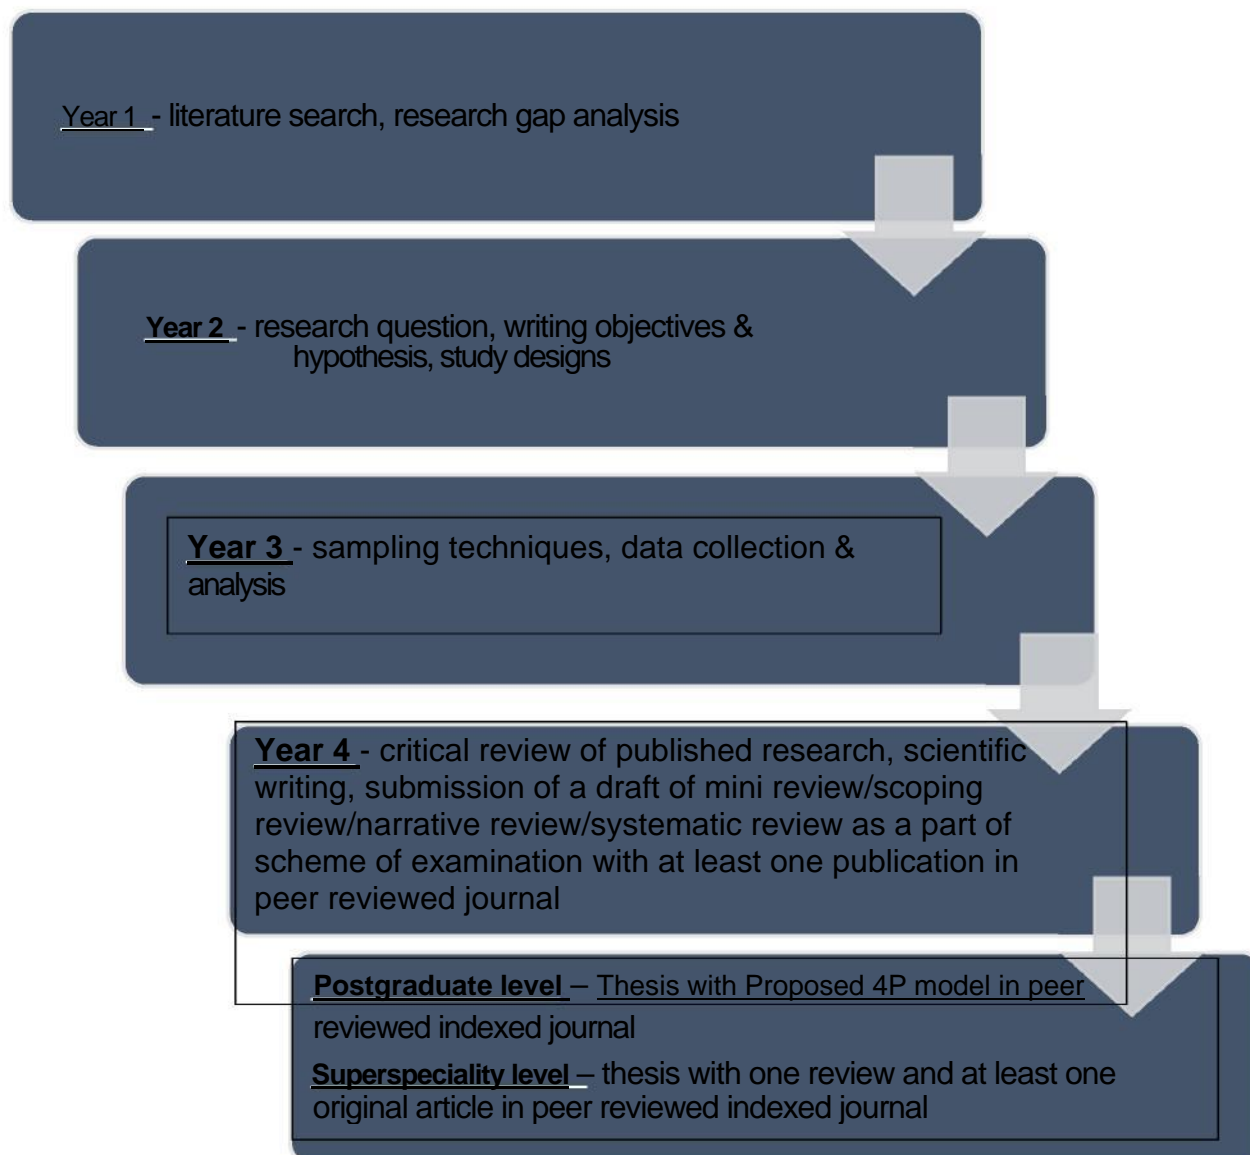 Year 1 - literature search, research gap analysis
Year 2 - research question, writing objectives &
hypothesis, study designs
Year 3 - sampling techniques, data collection &
analysis
Year 4 - critical review of published research, scientific
writing, submission of a draft of mini review/scoping
review/narrative review/systematic review as a part of
scheme of examination with at least one publication in
peer reviewed journal
Postgraduate level – Thesis with Proposed 4P model in peer
reviewed indexed journal
Superspeciality level – thesis with one review and at least one
original article in peer reviewed indexed journal